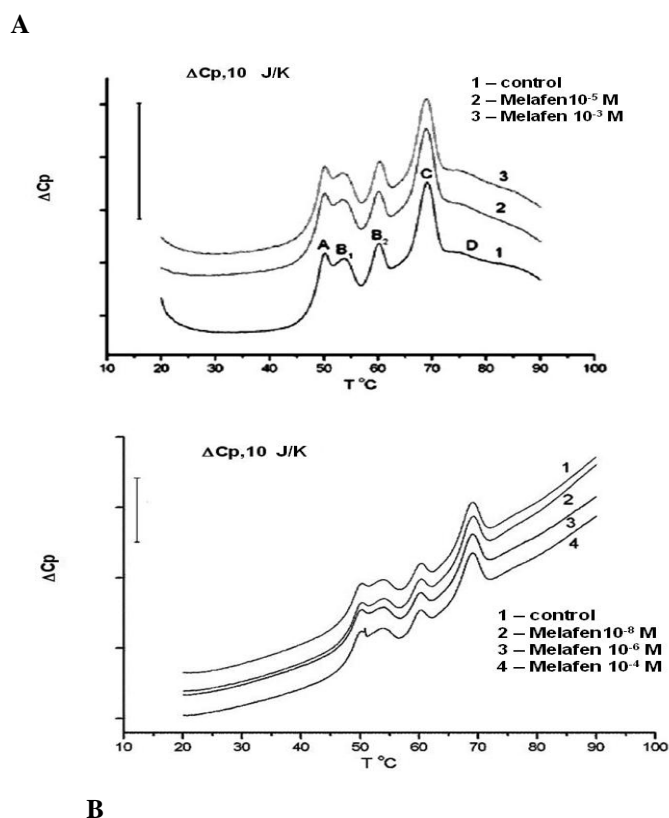 A
ΔCp,10 J/K
1 – control
2 – Melafen10⁻⁵ M
3 – Melafen 10⁻³ M
ΔCp
A
B₁
B₂
C
D
3
2
1
10 20 30 40 50 60 70 80 90 100
T °C
ΔCp,10 J/K
ΔCp
1
2
3
4
1 – control
2 – Melafen10⁻⁸ M
3 – Melafen 10⁻⁶ M
4 – Melafen 10⁻⁴ M
10 20 30 40 50 60 70 80 90 100
T °C
B